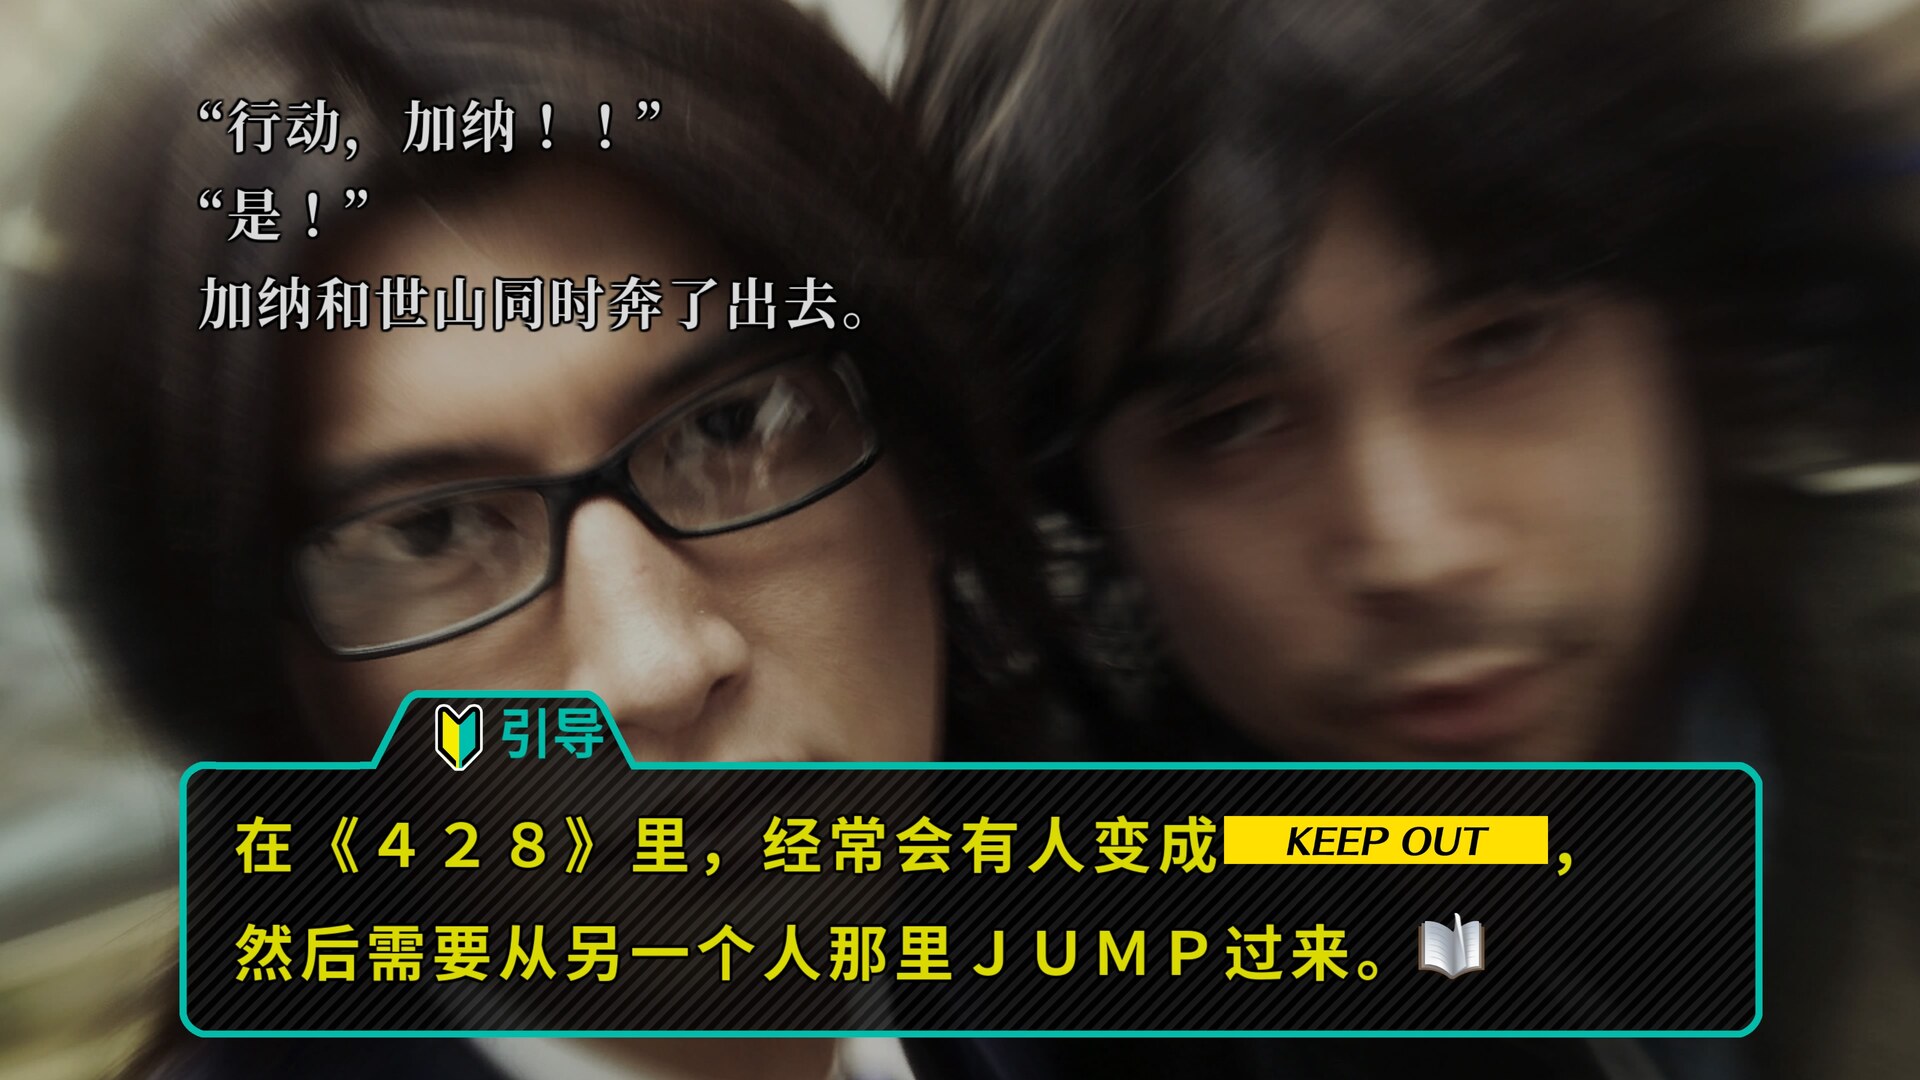 “行动，加纳！！”
“是！”
加纳和世山同时奔了出去。
引导
在《４２８》里，经常会有人变成KEEP OUT，
然后需要从另一个人那里ＪＵＭＰ过来。